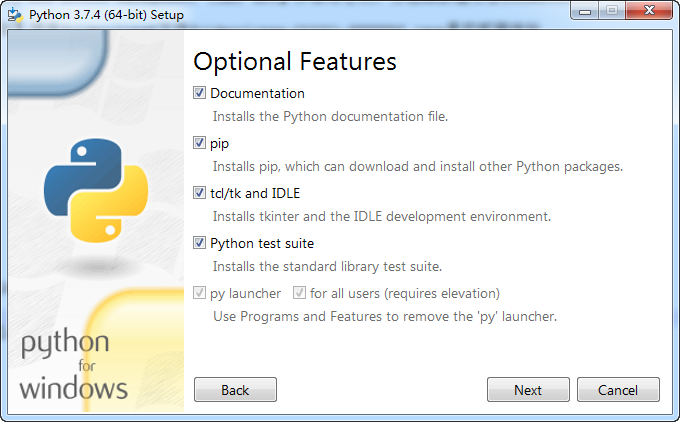 Python 3.7.4 (64-bit) Setup
Optional Features
Documentation
Installs the Python documentation file.
pip
Installs pip, which can download and install other Python packages.
tcl/tk and IDLE
Installs tkinter and the IDLE development environment.
Python test suite
Installs the standard library test suite.
py launcher for all users (requires elevation)
Use Programs and Features to remove the 'py' launcher.
python
for
windows
Back Next Cancel